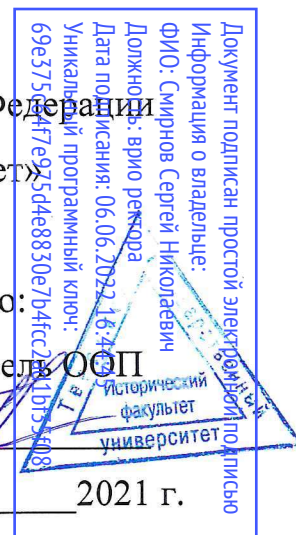 Документ подписан простой электронной подписью
Информация о владельце:
ФИО: Смирнов Сергей Николаевич
Должность: врио ректора
Дата подписания: 06.06.2022
Уникальный программный ключ:
Федерации
ет»
о:
ООП
Исторический
факультет
университет
2021 г.